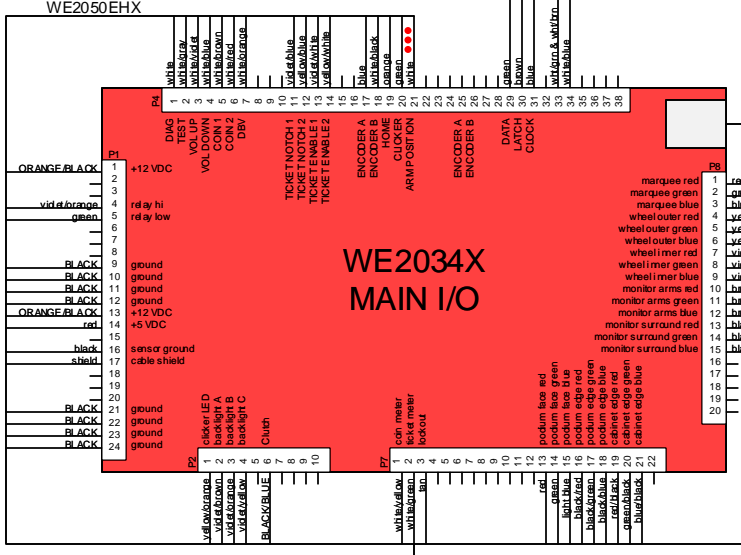 WE2050EHX
white
white/gray
white/violet
white/blue
white/brown
white/red
white/orange
violet/blue
yellow/blue
violet/white
yellow/white
blue
white/black
orange
green
white
green
brown
blue
wht/grn & wht/brn
white/blue
P4
1 2 3 4 5 6 7 8 9 10 11 12 13 14 15 16 17 18 19 20 21 22 23 24 25 26 27 28 29 30 31 32 33 34 35 36 37 38
DIAG
TEST
VOL UP
VOL DOWN
COIN 1
COIN 2
DBV
TICKET NOTCH 1
TICKET NOTCH 2
TICKET ENABLE 1
TICKET ENABLE 2
ENCODER A
ENCODER B
HOME
CLICKER
ARM POSITION
ENCODER A
ENCODER B
DATA
LATCH
CLOCK
P1
ORANGE/BLACK 1 +12 VDC
2
3
violet/orange 4 relay hi
green 5 relay low
6
7
8
BLACK 9 ground
BLACK 10 ground
BLACK 11 ground
BLACK 12 ground
ORANGE/BLACK 13 +12 VDC
red 14 +5 VDC
15
black 16 sensor ground
shield 17 cable shield
18
19
20
BLACK 21 ground
BLACK 22 ground
BLACK 23 ground
BLACK 24 ground
WE2034X
MAIN I/O
P8
marquee red 1
marquee green 2
marquee blue 3
wheel outer red 4
wheel outer green 5
wheel outer blue 6
wheel inner red 7
wheel inner green 8
wheel inner blue 9
monitor arms red 10
monitor arms green 11
monitor arms blue 12
monitor surround red 13
monitor surround green 14
monitor surround blue 15
16
17
18
19
20
clicker LED
backlight A
backlight B
backlight C
Clutch
P2
1 2 3 4 5 6 7 8 9 10
yellow/orange
violet/brown
violet/orange
violet/yellow
BLACK/BLUE
coin meter
ticket meter
lockout
podium face red
podium face green
podium face blue
podium edge red
podium edge green
podium edge blue
cabinet edge red
cabinet edge green
cabinet edge blue
P7
1 2 3 4 5 6 7 8 9 10 11 12 13 14 15 16 17 18 19 20 21 22
white/yellow
white/green
tan
red
green
light blue
black/red
black/green
black/blue
red/black
green/black
blue/black